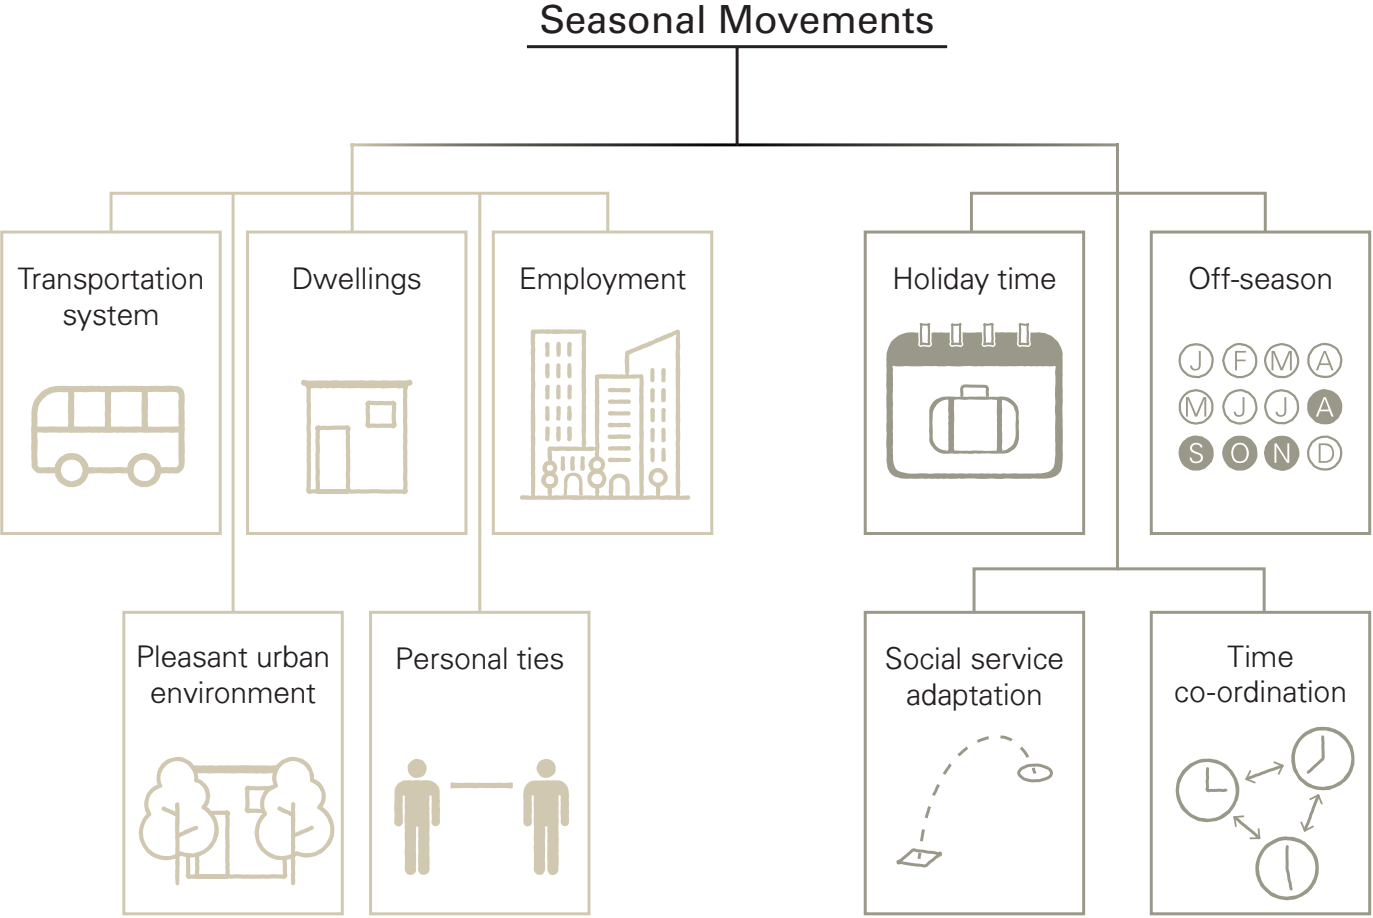 Seasonal Movements
Transportation
system
Dwellings
Employment
Holiday time
Off-season
J F M A
M J J A
S O N D
Pleasant urban
environment
Personal ties
Social service
adaptation
Time
co-ordination